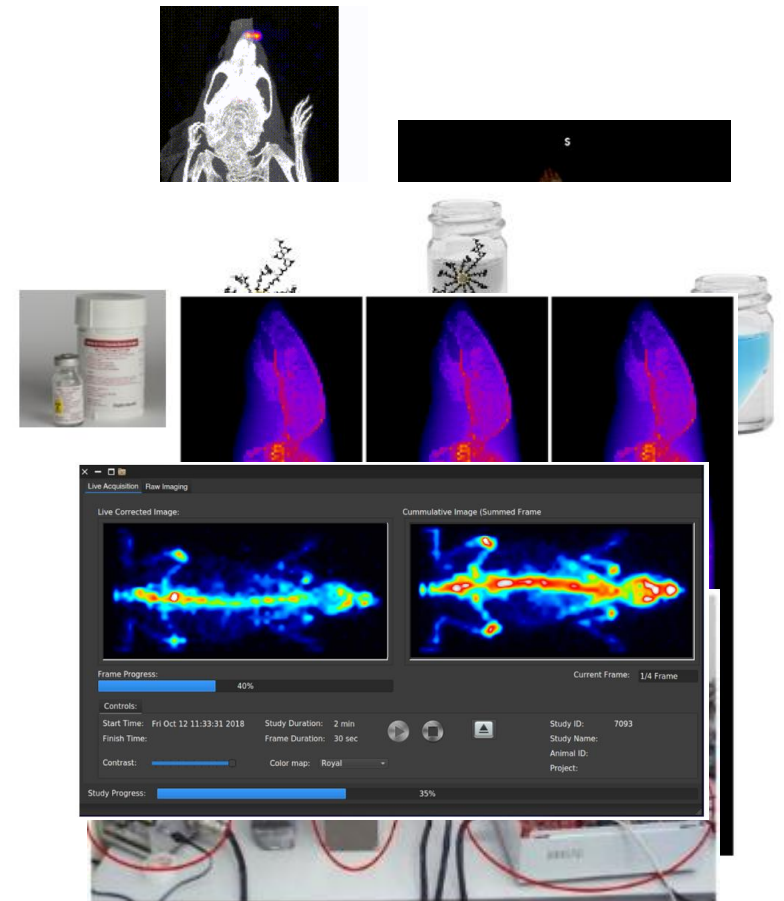 S
Live Acquisition Raw Imaging
Live Corrected Image: Cummulative Image (Summed Frame
Frame Progress: Current Frame: 1/4 Frame
40%
Controls:
Start Time: Fri Oct 12 11:33:31 2018 Study Duration: 2 min Study ID: 7093
Finish Time: Frame Duration: 30 sec Study Name:
Animal ID:
Contrast: Color map: Royal Project:
Study Progress: 35%